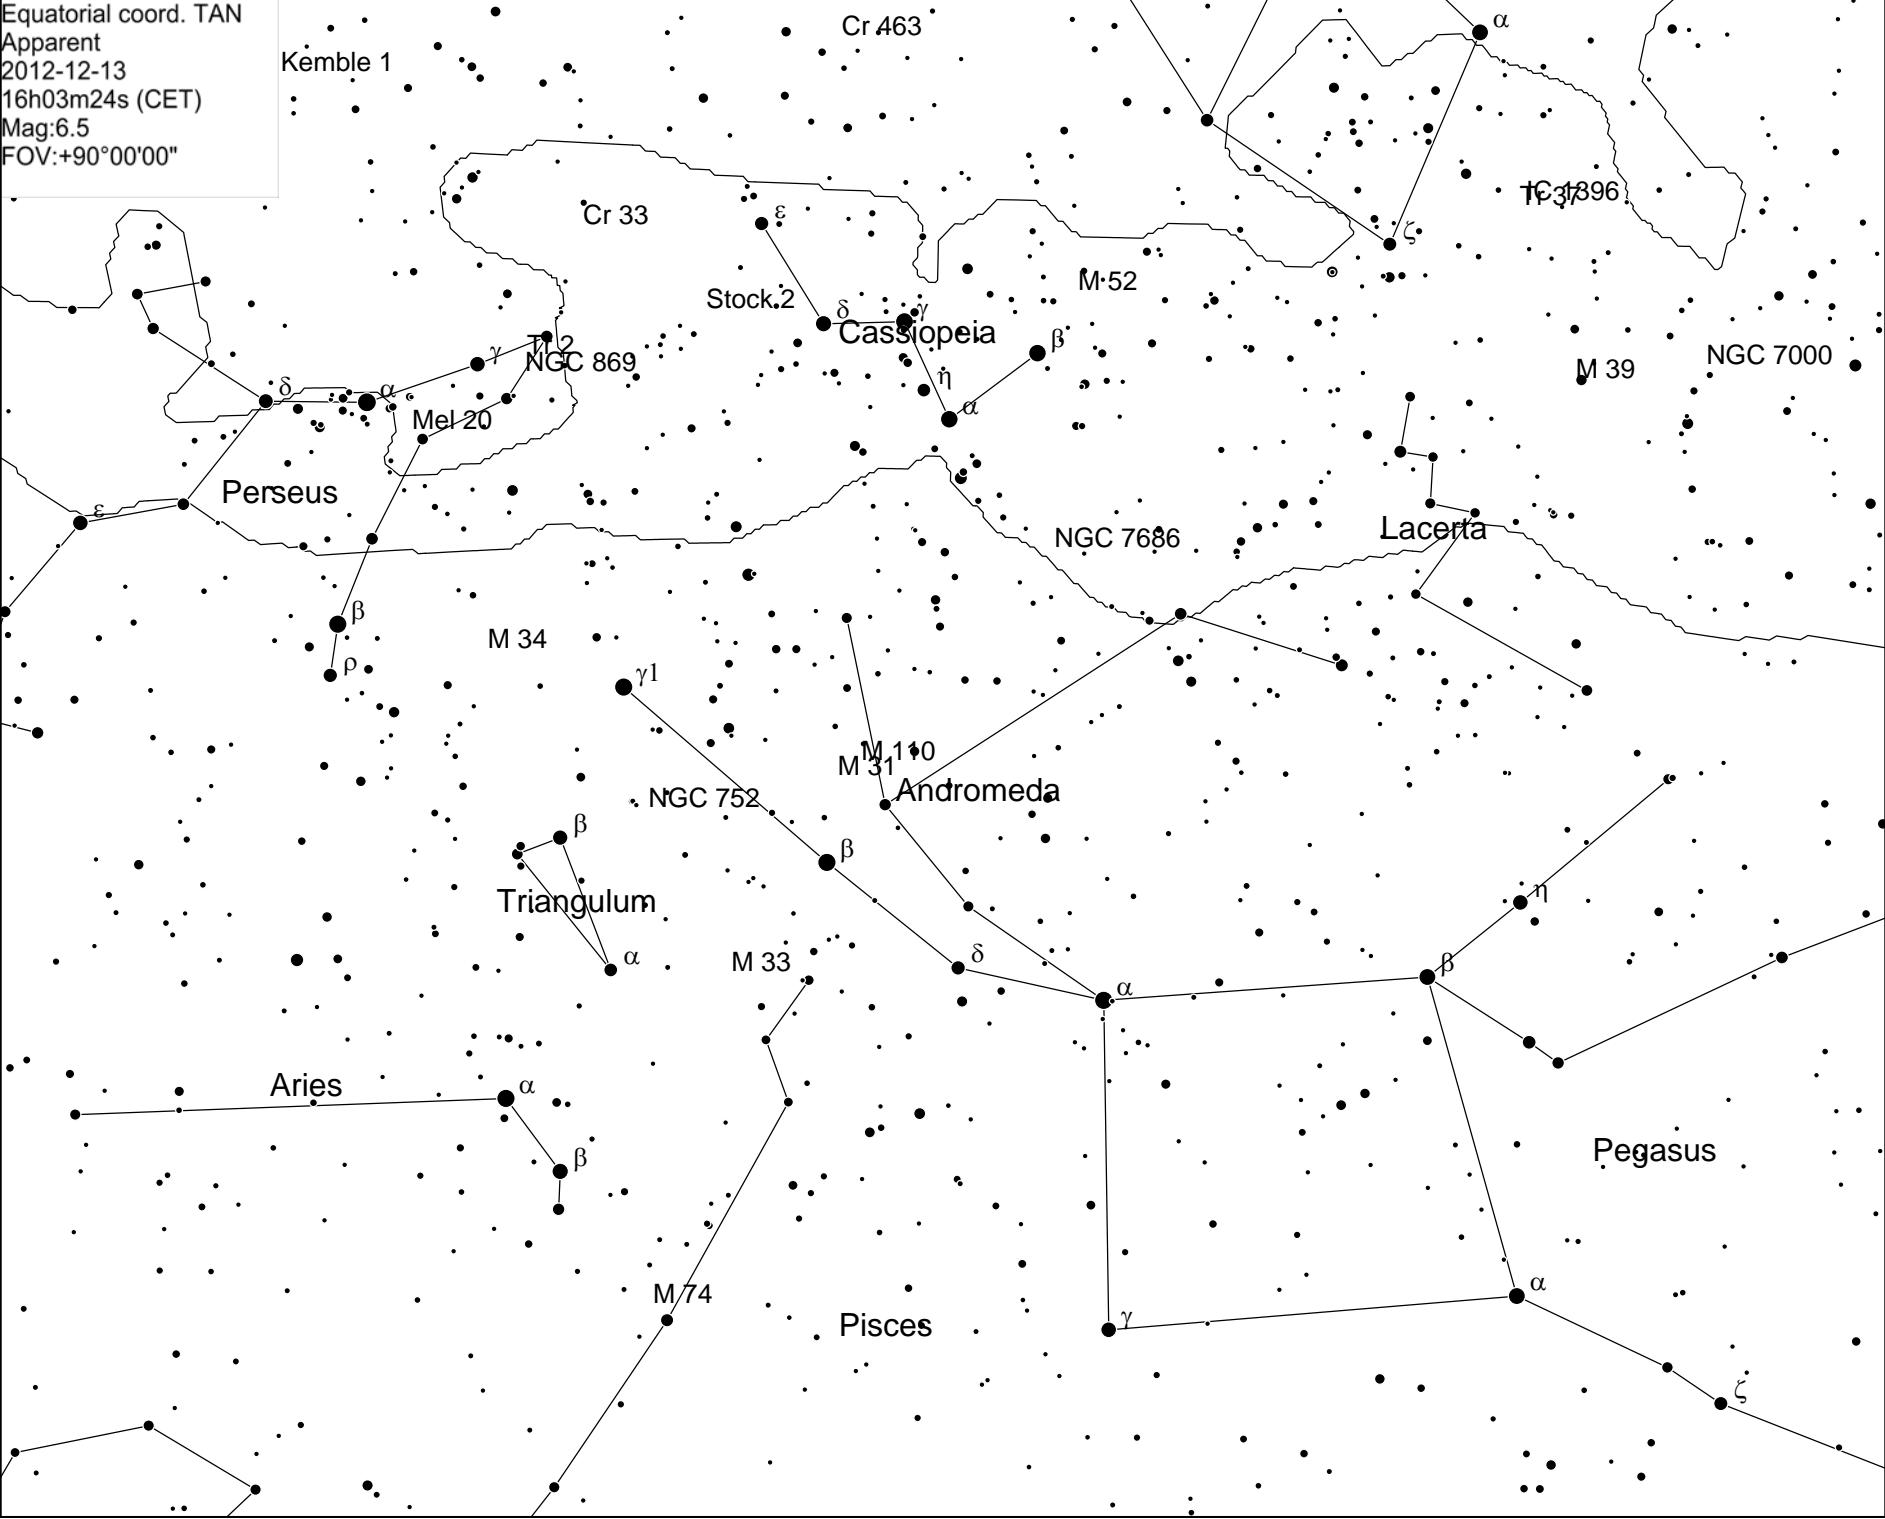 Equatorial coord. TAN
Apparent
2012-12-13
16h03m24s (CET)
Mag:6.5
FOV:+90°00'00"
Kemble 1
Cr 463
α
Cr 33
ε
Tr 37
IC 1396
ζ
M 52
Stock 2
δ
γ
Cassiopeia
β
Tr 2
γ
NGC 869
M 39
NGC 7000
η
δ
α
α
Mel 20
Perseus
ε
Lacerta
NGC 7686
β
M 34
ρ
γ1
M 110
M 31
Andromeda
NGC 752
β
β
Triangulum
η
α
M 33
δ
β
α
Aries
α
β
Pegasus
M 74
α
Pisces
γ
ζ